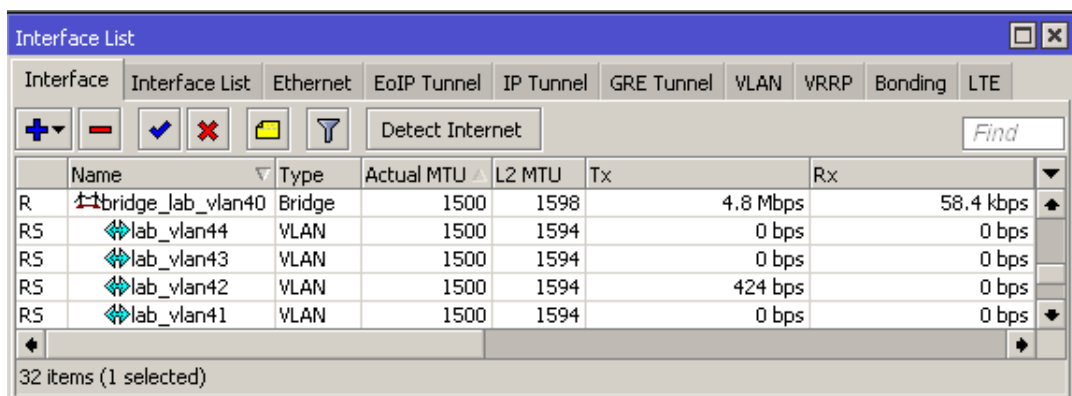 Interface List
Interface Interface List Ethernet EoIP Tunnel IP Tunnel GRE Tunnel VLAN VRRP Bonding LTE
Detect Internet Find
Name Type Actual MTU L2 MTU Tx Rx
R bridge_lab_vlan40 Bridge 1500 1598 4.8 Mbps 58.4 kbps
RS lab_vlan44 VLAN 1500 1594 0 bps 0 bps
RS lab_vlan43 VLAN 1500 1594 0 bps 0 bps
RS lab_vlan42 VLAN 1500 1594 424 bps 0 bps
RS lab_vlan41 VLAN 1500 1594 0 bps 0 bps
32 items (1 selected)